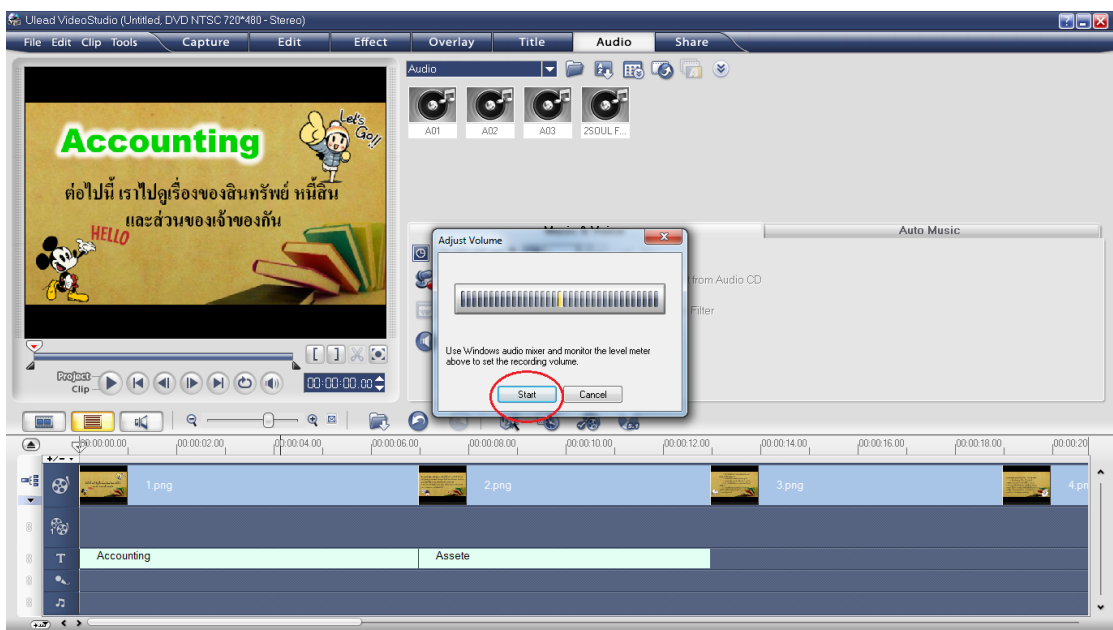 Ulead VideoStudio (Untitled, DVD NTSC 720*480 - Stereo)
File Edit Clip Tools Capture Edit Effect Overlay Title Audio Share
Audio
A01 A02 A03 2SOUL F...
Let's Go!!
Accounting
ต่อไปนี้ เราไปดูเรื่องของสินทรัพย์ หนี้สิน
และส่วนของเจ้าของกัน
HELLO
Music & Voice Auto Music
Adjust Volume
from Audio CD
Filter
Use Windows audio mixer and monitor the level meter
above to set the recording volume.
Start Cancel
Project
Clip
00:00:00.00
00:00:00.00 00:00:02.00 00:00:04.00 00:00:06.00 00:00:08.00 00:00:10.00 00:00:12.00 00:00:14.00 00:00:16.00 00:00:18.00 00:00:20
1.png 2.png 3.png 4.pn
T Accounting Assete